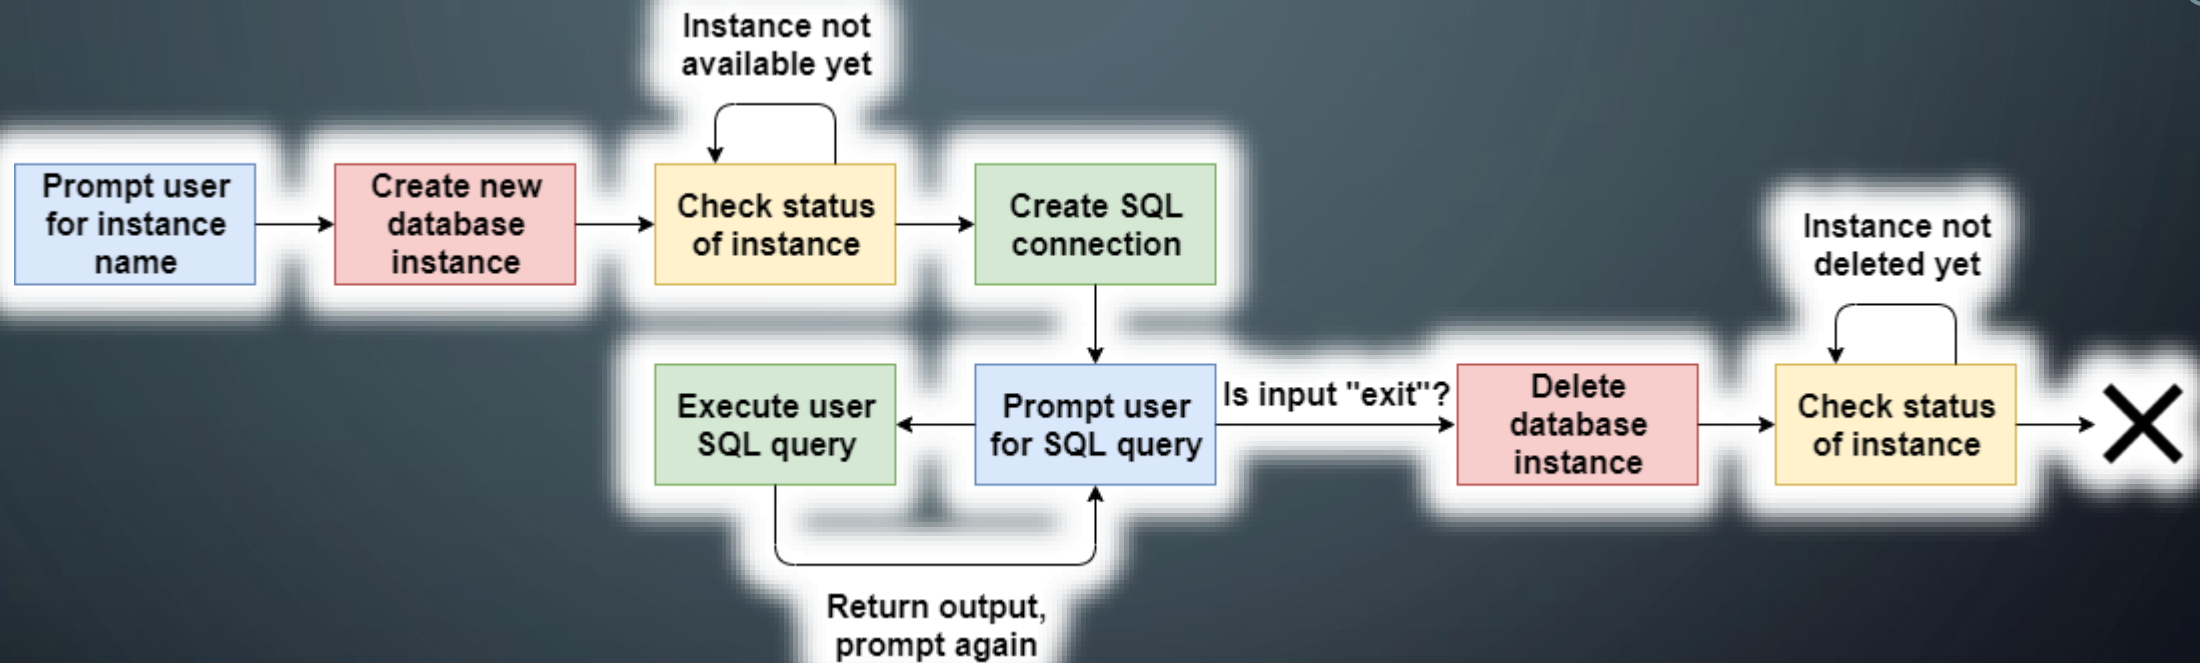 Instance not
available yet
Prompt user
for instance
name
Create new
database
instance
Check status
of instance
Create SQL
connection
Instance not
deleted yet
Execute user
SQL query
Prompt user
for SQL query
Is input "exit"?
Delete
database
instance
Check status
of instance
Return output,
prompt again